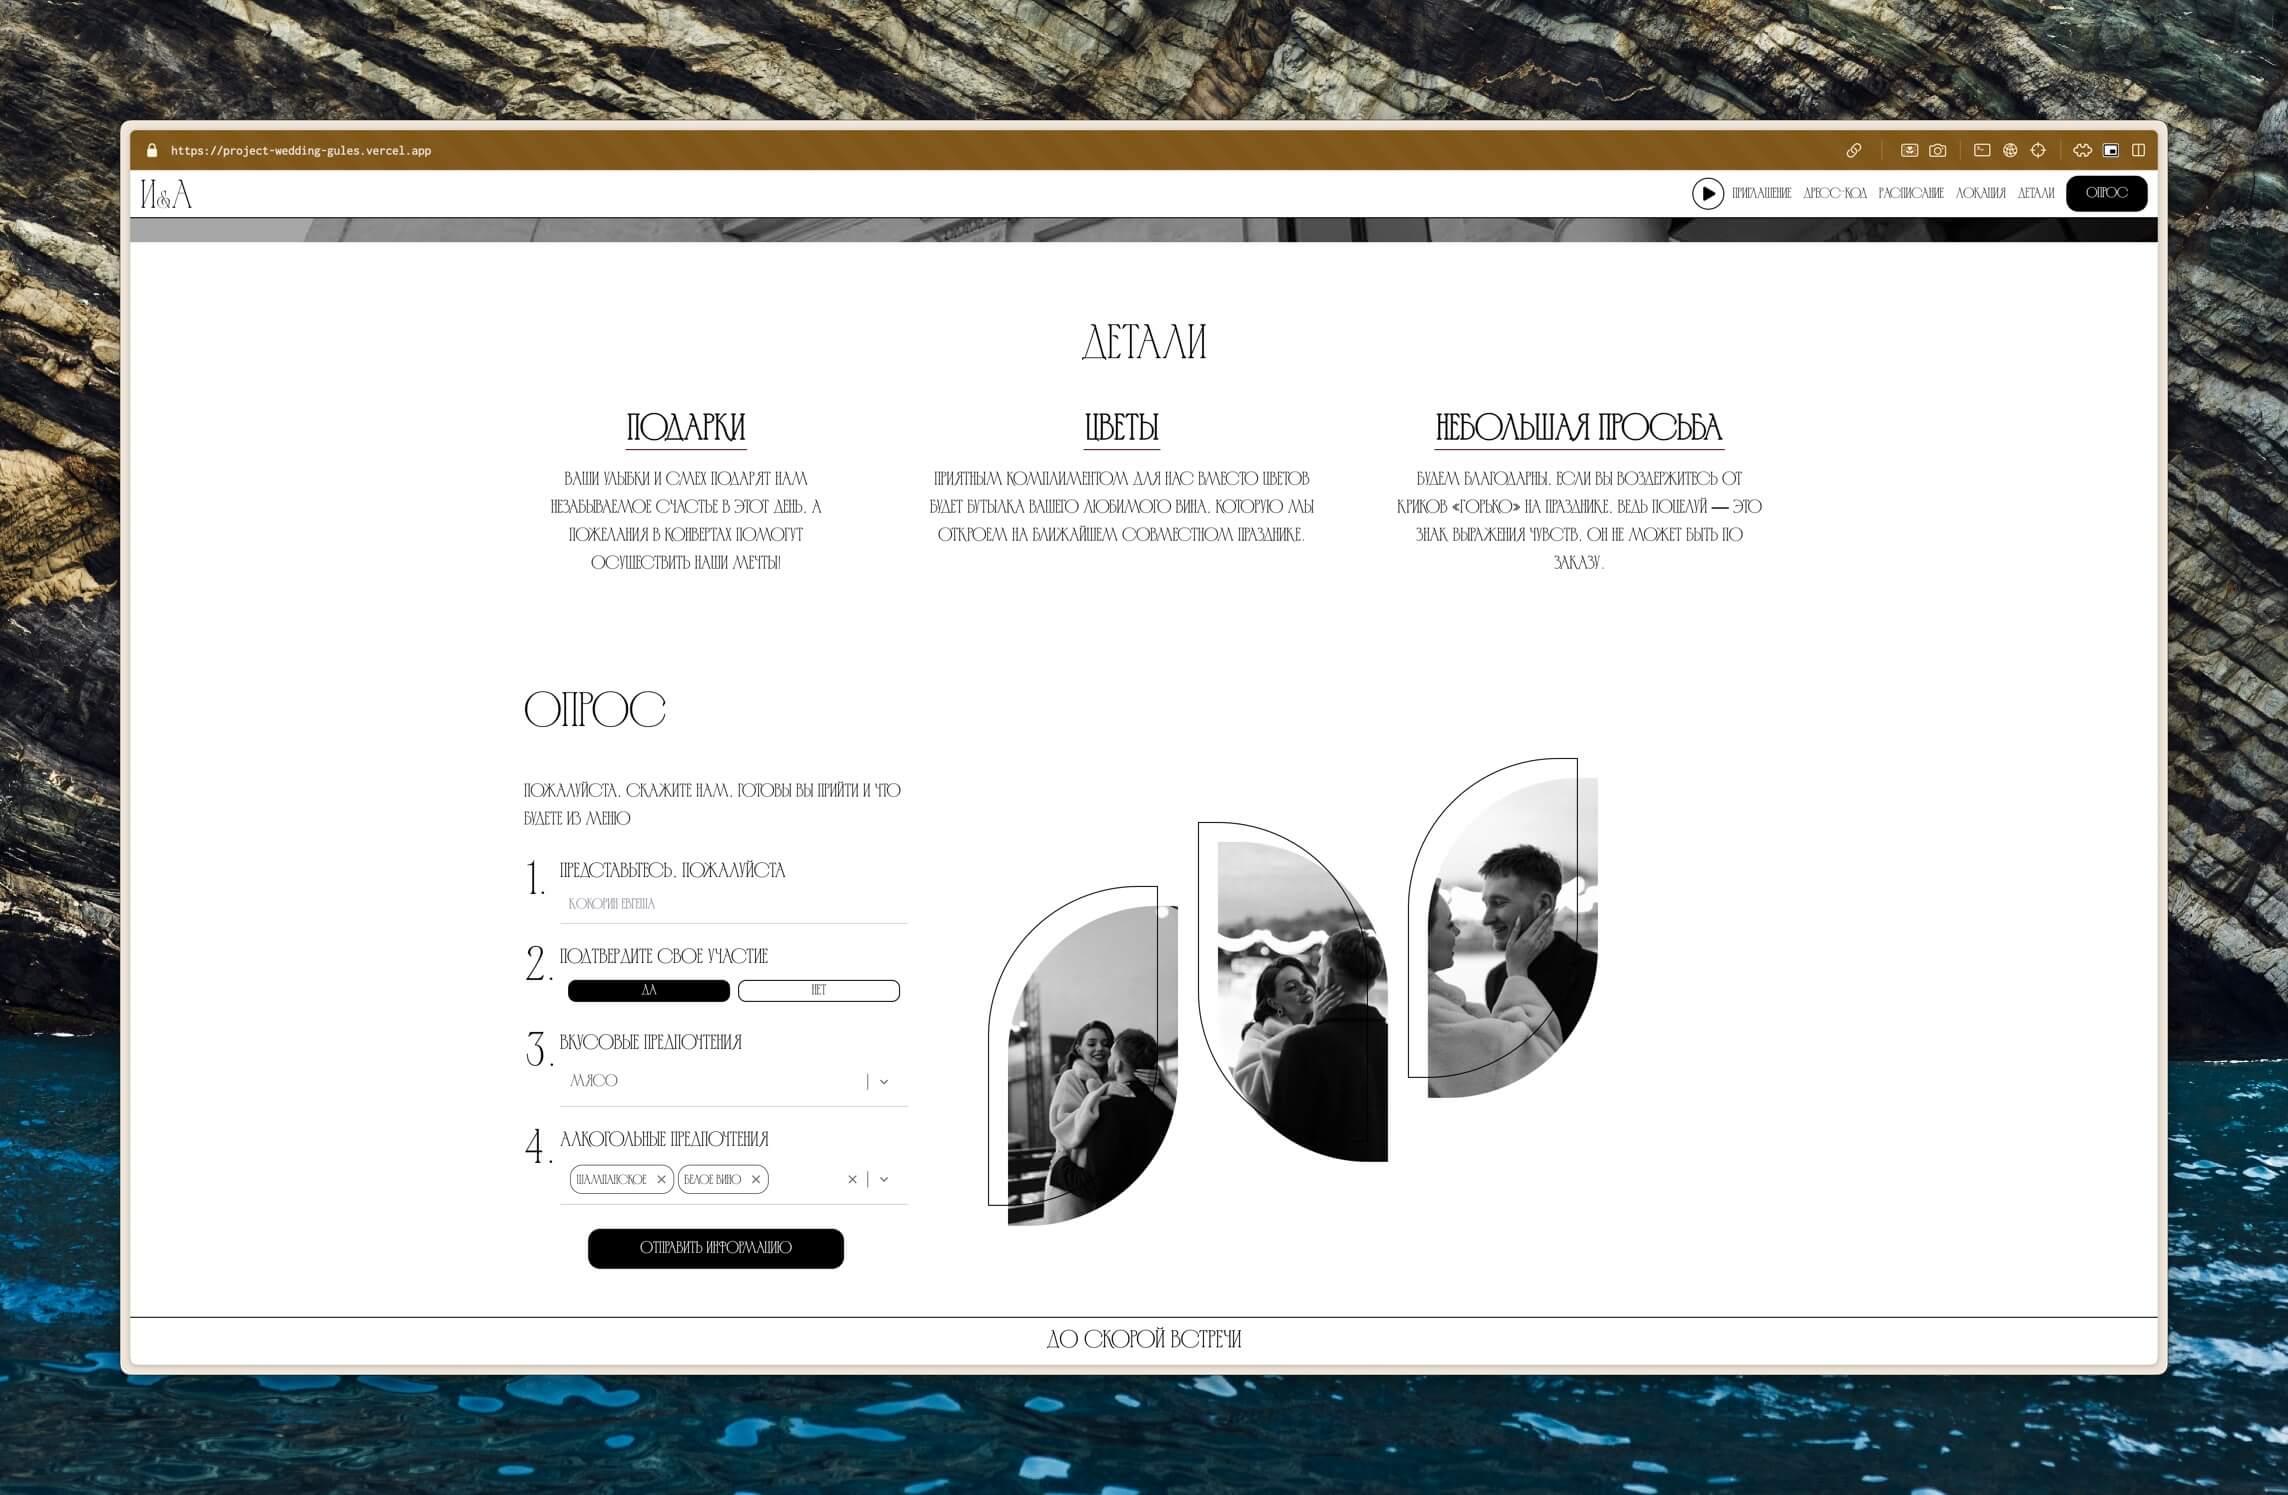 https://project-wedding-gules.vercel.app
И&А
ПРИГЛАШЕНИЕ ДРЕСС-КОД РАСПИСАНИЕ ЛОКАЦИЯ ДЕТАЛИ ОПРОС
ДЕТАЛИ
ПОДАРКИ
ВАШИ УЛЫБКИ И СМЕХ ПОДАРЯТ НАМ
НЕЗАБЫВАЕМОЕ СЧАСТЬЕ В ЭТОТ ДЕНЬ, А
ПОЖЕЛАНИЯ В КОНВЕРТАХ ПОМОГУТ
ОСУЩЕСТВИТЬ НАШИ МЕЧТЫ!
ЦВЕТЫ
ПРИЯТНЫМ КОМПЛИМЕНТОМ ДЛЯ НАС ВМЕСТО ЦВЕТОВ
БУДЕТ БУТЫЛКА ВАШЕГО ЛЮБИМОГО ВИНА, КОТОРУЮ МЫ
ОТКРОЕМ НА БЛИЖАЙШЕМ СОВМЕСТНОМ ПРАЗДНИКЕ.
НЕБОЛЬШАЯ ПРОСЬБА
БУДЕМ БЛАГОДАРНЫ, ЕСЛИ ВЫ ВОЗДЕРЖИТЕСЬ ОТ
КРИКОВ «ГОРЬКО» НА ПРАЗДНИКЕ, ВЕДЬ ПОЦЕЛУЙ — ЭТО
ЗНАК ВЫРАЖЕНИЯ ЧУВСТВ, ОН НЕ МОЖЕТ БЫТЬ ПО
ЗАКАЗУ.
ОПРОС
ПОЖАЛУЙСТА, СКАЖИТЕ НАМ, ГОТОВЫ ВЫ ПРИЙТИ И ЧТО
БУДЕТЕ ИЗ МЕНЮ
1. ПРЕДСТАВЬТЕСЬ, ПОЖАЛУЙСТА
КОКОРИН ЕВГЕША
2. ПОДТВЕРДИТЕ СВОЕ УЧАСТИЕ
ДА НЕТ
3. ВКУСОВЫЕ ПРЕДПОЧТЕНИЯ
МЯСО
4. АЛКОГОЛЬНЫЕ ПРЕДПОЧТЕНИЯ
ШАМПАНСКОЕ БЕЛОЕ ВИНО
ОТПРАВИТЬ ИНФОРМАЦИЮ
ДО СКОРОЙ ВСТРЕЧИ